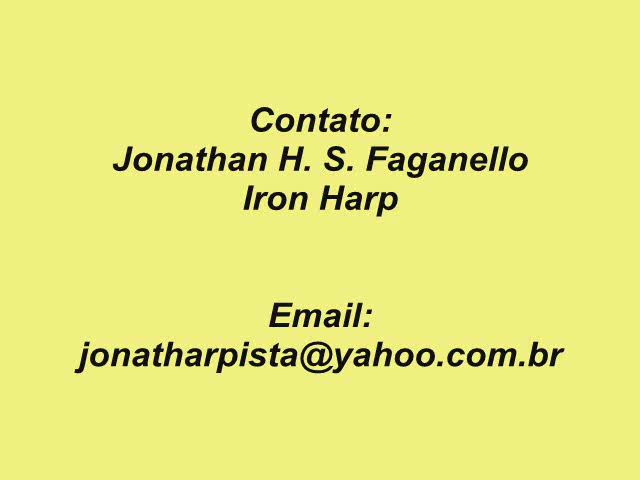 Contato:
Jonathan H. S. Faganello
Iron Harp
Email:
jonatharpista@yahoo.com.br